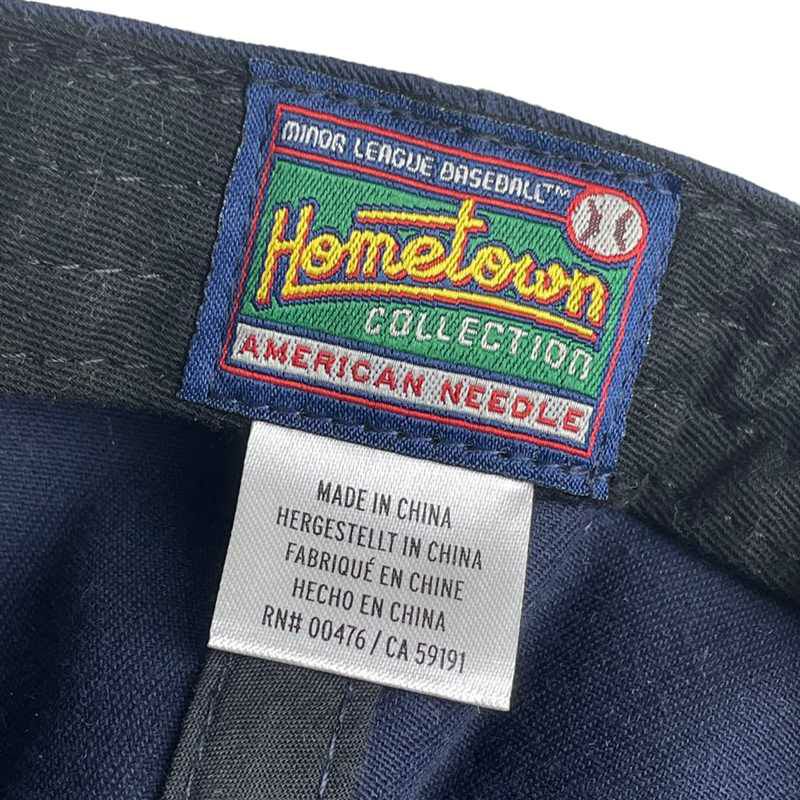 MINOR LEAGUE BASEBALL™
Hometown
COLLECTION
AMERICAN NEEDLE
MADE IN CHINA
HERGESTELLT IN CHINA
FABRIQUÉ EN CHINE
HECHO EN CHINA
RN# 00476 / CA 59191